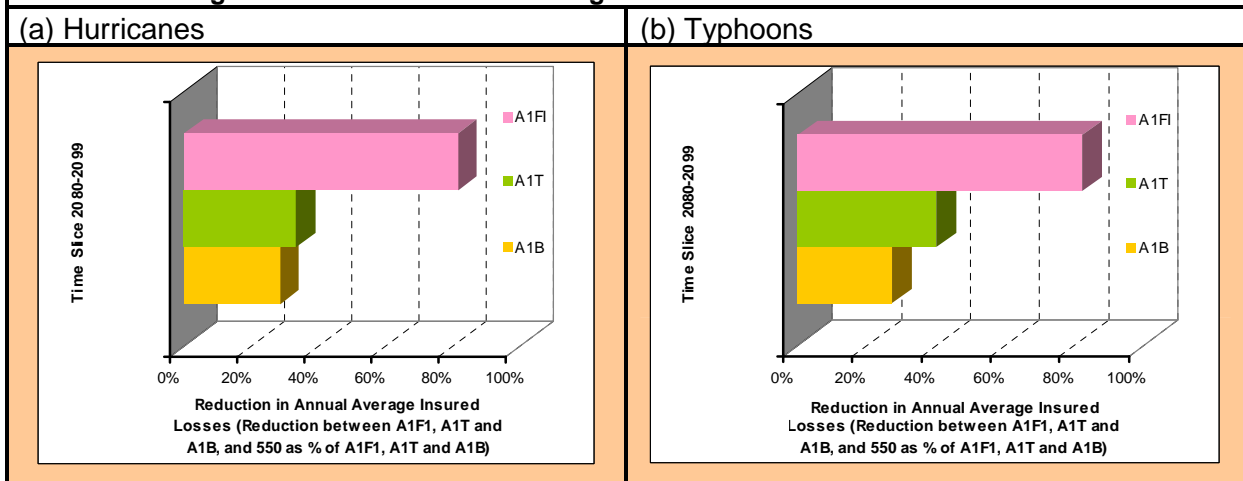 (a) Hurricanes
Time Slice 2080-2099
A1FI
A1T
A1B
0% 20% 40% 60% 80% 100%
Reduction in Annual Average Insured
Losses (Reduction between A1F1, A1T and
A1B, and 550 as % of A1F1, A1T and A1B)
(b) Typhoons
Time Slice 2080-2099
A1FI
A1T
A1B
0% 20% 40% 60% 80% 100%
Reduction in Annual Average Insured
Losses (Reduction between A1F1, A1T and
A1B, and 550 as % of A1F1, A1T and A1B)